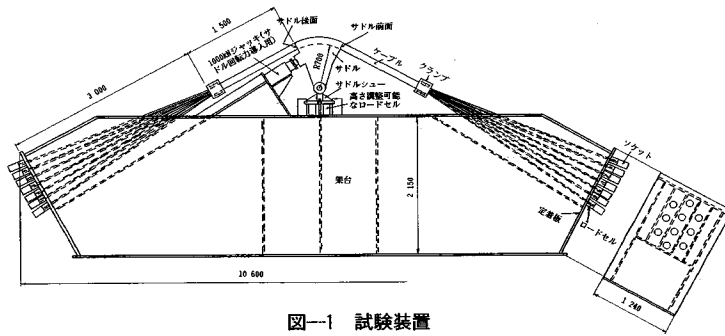 1 500
サドル後面
サドル前面
1000kNジャッキ(サ
ドル回転力導入用)
R700
サドル
ケーブル
クランプ
3 000
サドルシュー
高さ調整可能
なロードセル
ソケット
架台
2 150
定着板
ロードセル
10 600
1 240
図―1 試験装置